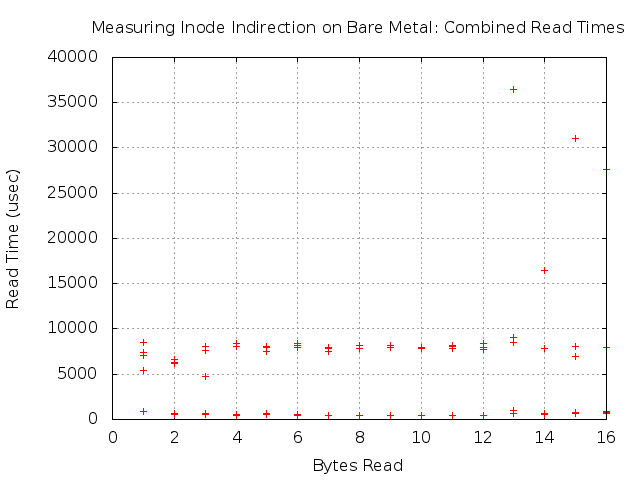 Measuring Inode Indirection on Bare Metal: Combined Read Times
40000
35000
30000
25000
20000
15000
10000
5000
0
Read Time (usec)
0 2 4 6 8 10 12 14 16
Bytes Read